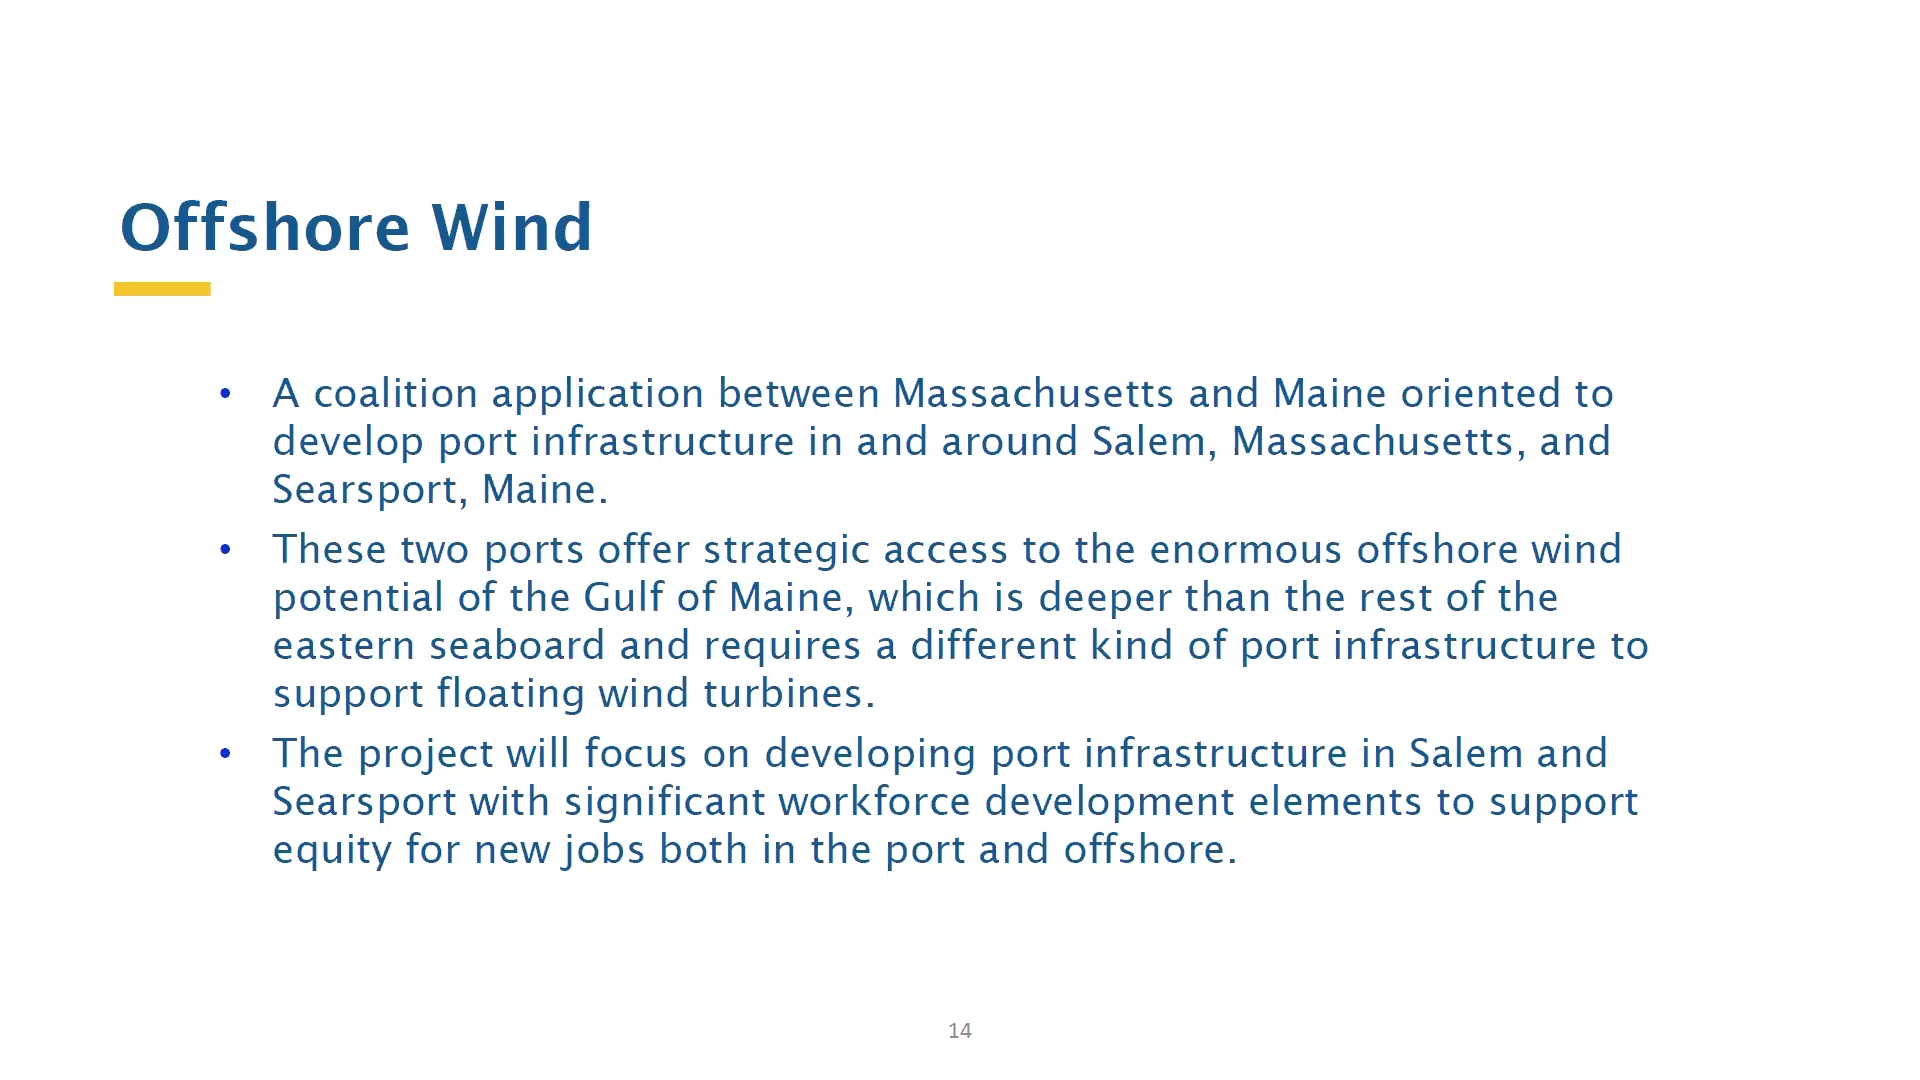 Offshore Wind
• A coalition application between Massachusetts and Maine oriented to
develop port infrastructure in and around Salem, Massachusetts, and
Searsport, Maine.
• These two ports offer strategic access to the enormous offshore wind
potential of the Gulf of Maine, which is deeper than the rest of the
eastern seaboard and requires a different kind of port infrastructure to
support floating wind turbines.
• The project will focus on developing port infrastructure in Salem and
Searsport with significant workforce development elements to support
equity for new jobs both in the port and offshore.
14